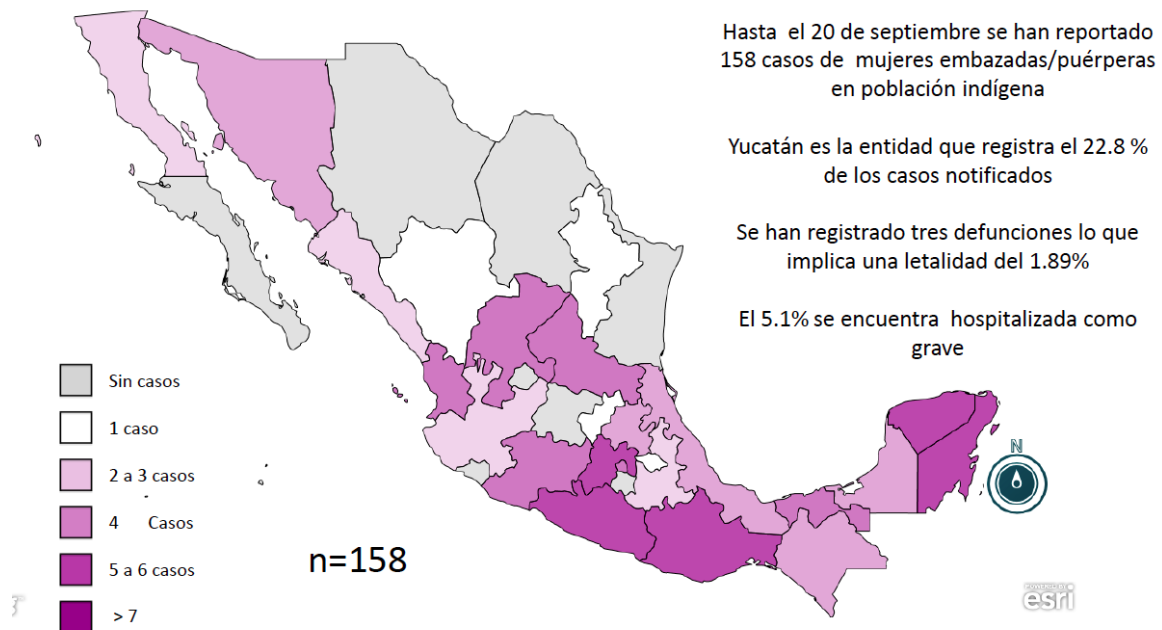 Hasta el 20 de septiembre se han reportado
158 casos de mujeres embazadas/puérperas
en población indígena
Yucatán es la entidad que registra el 22.8 %
de los casos notificados
Se han registrado tres defunciones lo que
implica una letalidad del 1.89%
El 5.1% se encuentra hospitalizada como
grave
Sin casos
1 caso
2 a 3 casos
4 Casos
5 a 6 casos
> 7
n=158
N
esri